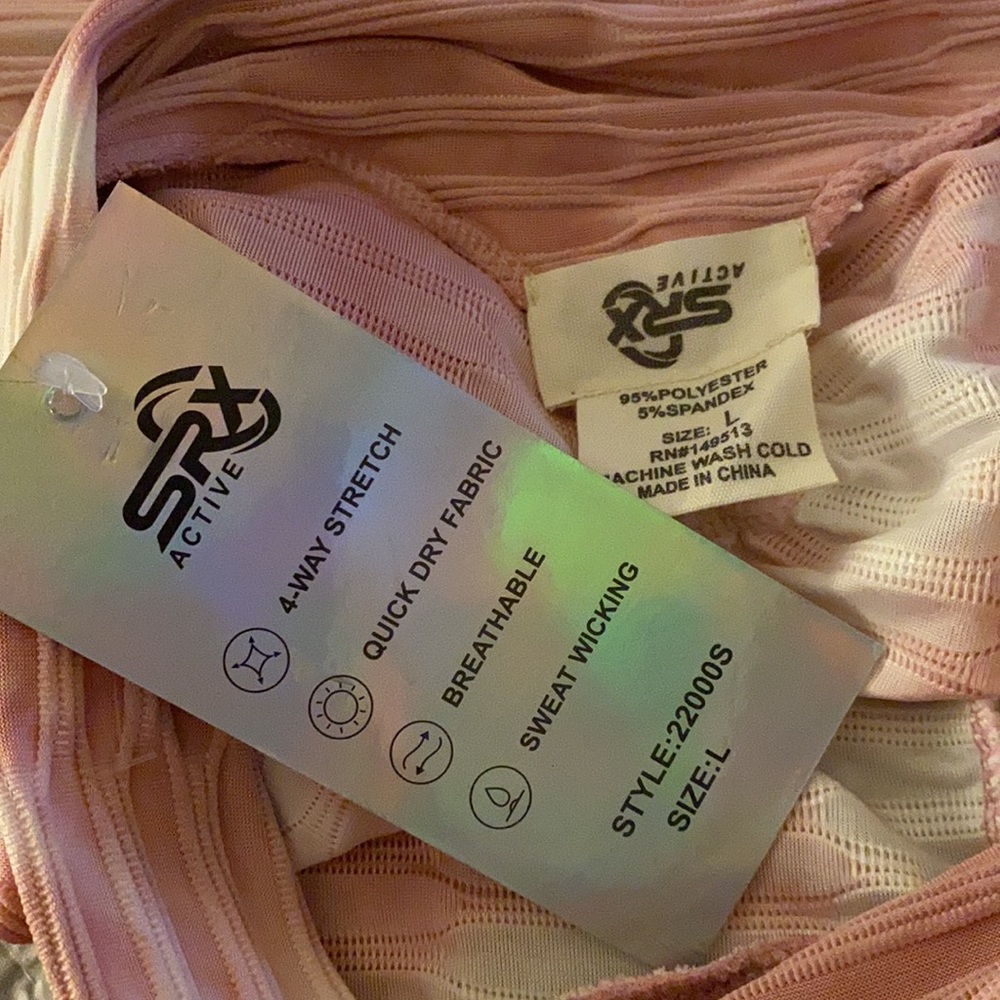 SRX
ACTIVE
4-WAY STRETCH
QUICK DRY FABRIC
BREATHABLE
SWEAT WICKING
STYLE:22000S
SIZE:L
SRX
ACTIVE
95%POLYESTER
5%SPANDEX
SIZE: L
RN#149513
ACHINE WASH COLD
MADE IN CHINA